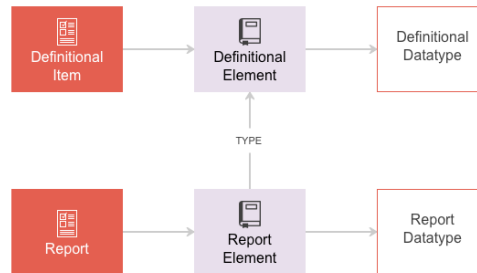 Definitional
Item
Definitional
Element
Definitional
Datatype
TYPE
Report
Report
Element
Report
Datatype